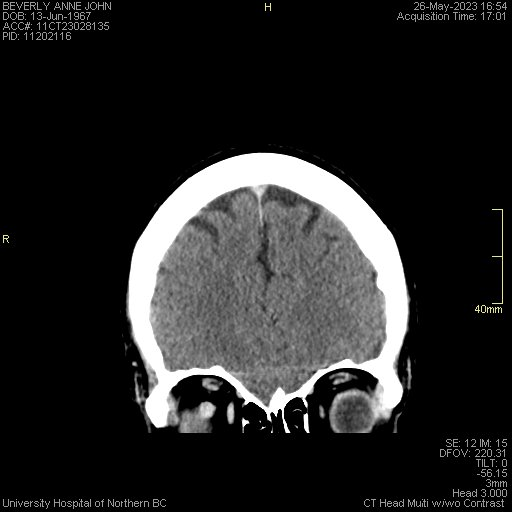 BEVERLY ANNE JOHN
DOB: 13-Jun-1967
ACC#: 11CT23028135
PID: 11202116
H
26-May-2023 16:54
Acquisition Time: 17:01
R
40mm
SE: 12 IM: 15
DFOV: 220.31
TILT: 0
-56.15
3mm
Head 3.000
University Hospital of Northern BC
CT Head Multi w/wo Contrast